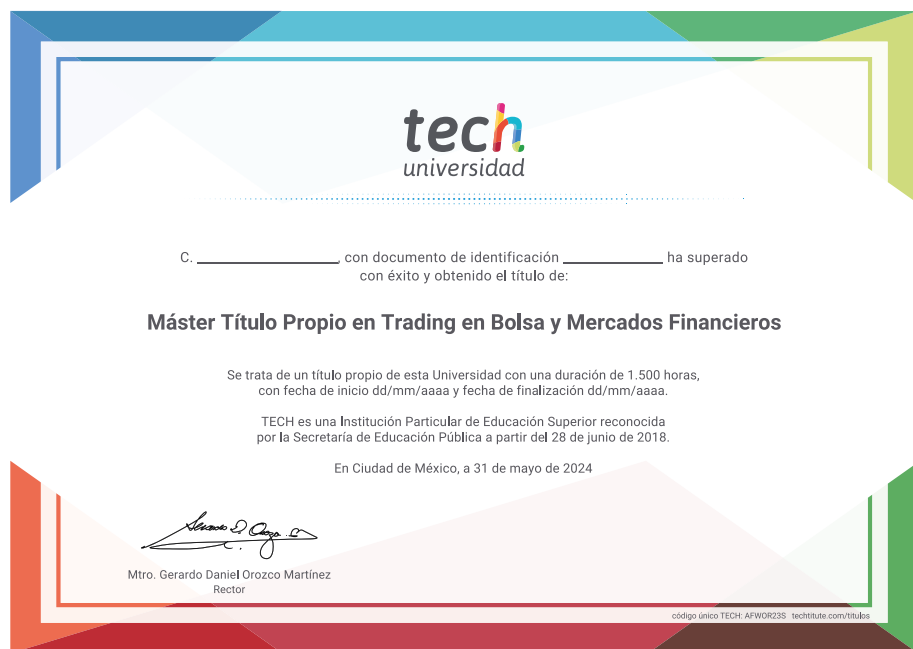 tech
universidad
C. ____________________, con documento de identificación ______________ ha superado
con éxito y obtenido el título de:
Máster Título Propio en Trading en Bolsa y Mercados Financieros
Se trata de un título propio de esta Universidad con una duración de 1.500 horas,
con fecha de inicio dd/mm/aaaa y fecha de finalización dd/mm/aaaa.
TECH es una Institución Particular de Educación Superior reconocida
por la Secretaría de Educación Pública a partir del 28 de junio de 2018.
En Ciudad de México, a 31 de mayo de 2024
Mtro. Gerardo Daniel Orozco Martínez
Rector
código único TECH: AFWOR23S techtitute.com/titulos